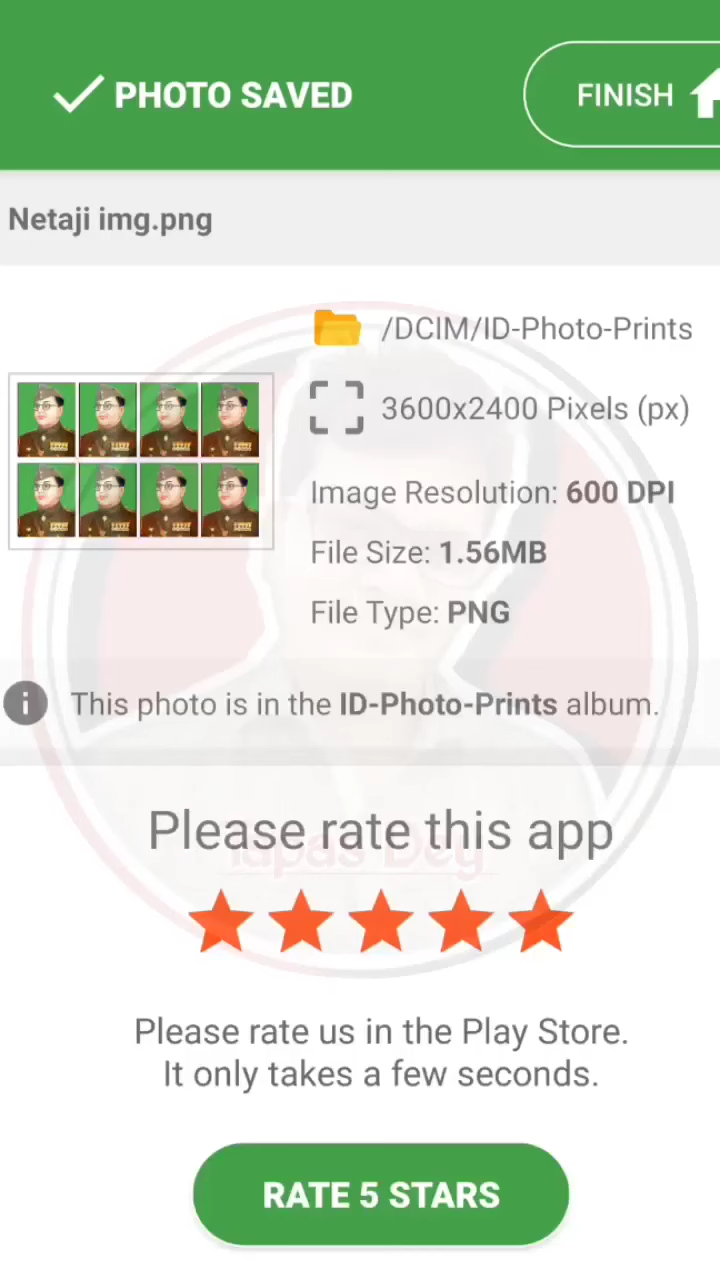 PHOTO SAVED
FINISH
Netaji img.png
/DCIM/ID-Photo-Prints
3600x2400 Pixels (px)
Image Resolution: 600 DPI
File Size: 1.56MB
File Type: PNG
This photo is in the ID-Photo-Prints album.
Please rate this app
Tapas Dey
Please rate us in the Play Store.
It only takes a few seconds.
RATE 5 STARS